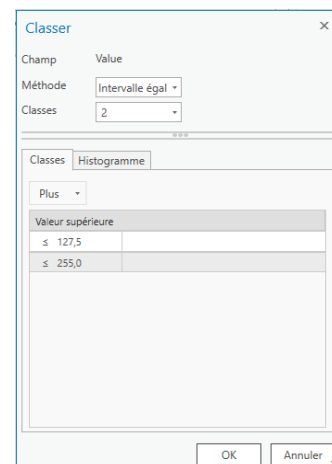 Classer
Champ Value
Méthode Intervalle égal
Classes 2
Classes Histogramme
Plus
Valeur supérieure
≤ 127,5
≤ 255,0
OK Annuler